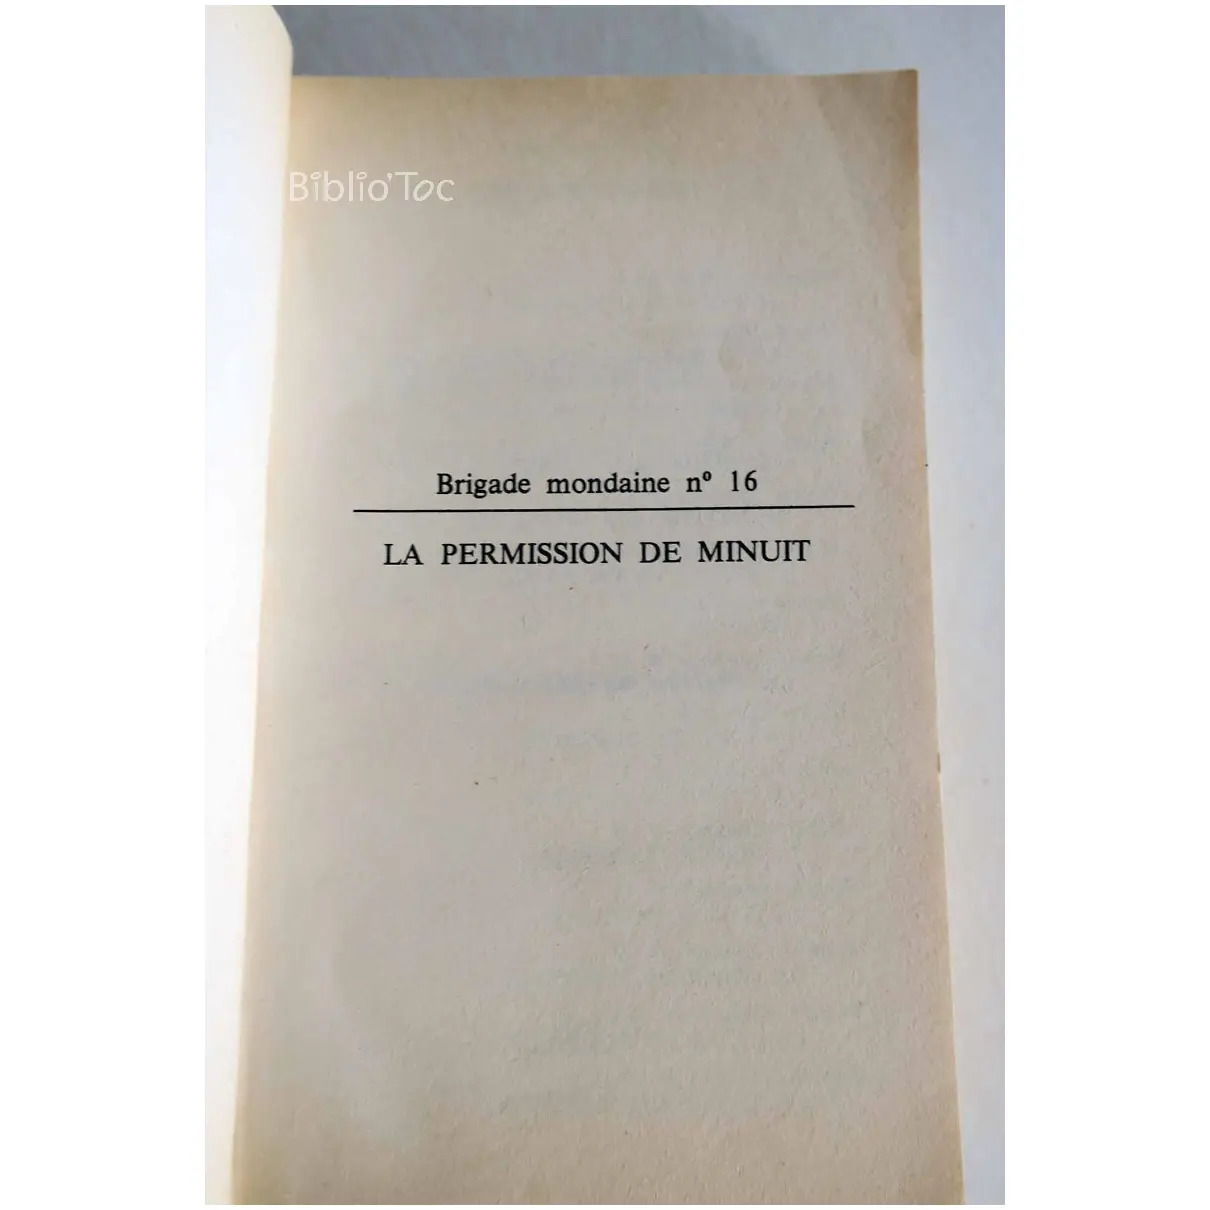 Biblio'Toc
Brigade mondaine nº 16
LA PERMISSION DE MINUIT